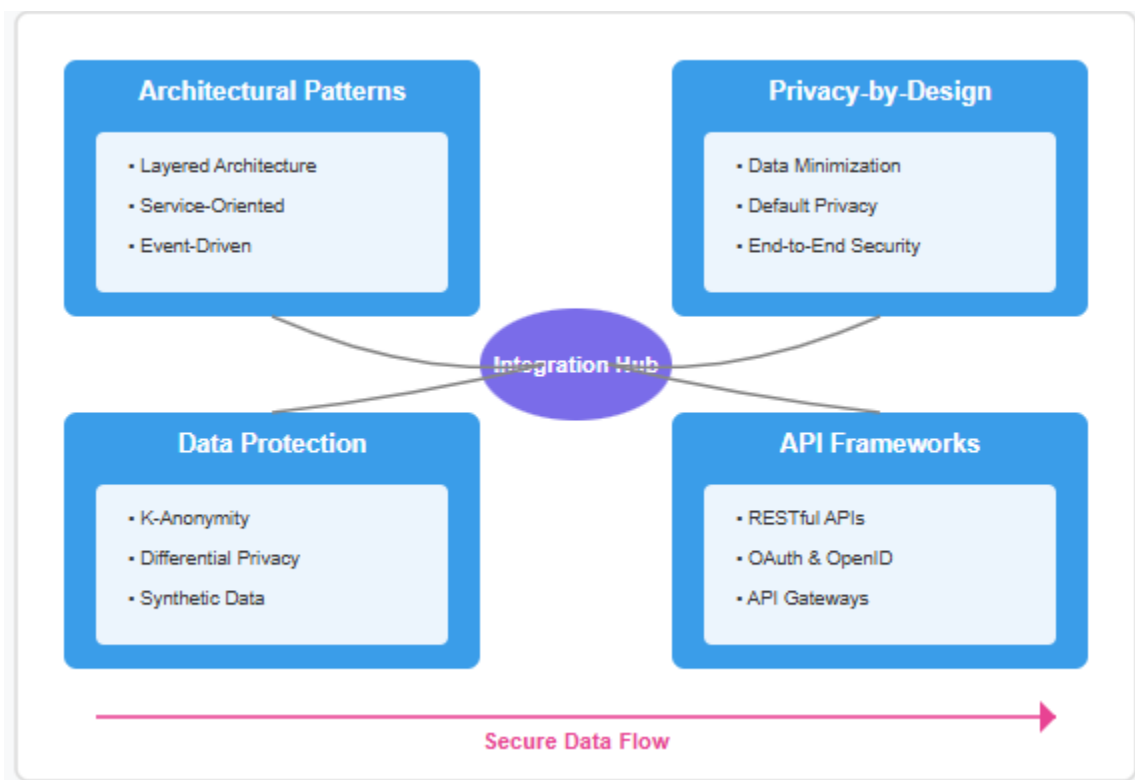 Architectural Patterns
▪ Layered Architecture
▪ Service-Oriented
▪ Event-Driven
Privacy-by-Design
▪ Data Minimization
▪ Default Privacy
▪ End-to-End Security
Integration Hub
Data Protection
▪ K-Anonymity
▪ Differential Privacy
▪ Synthetic Data
API Frameworks
▪ RESTful APIs
▪ OAuth & OpenID
▪ API Gateways
Secure Data Flow